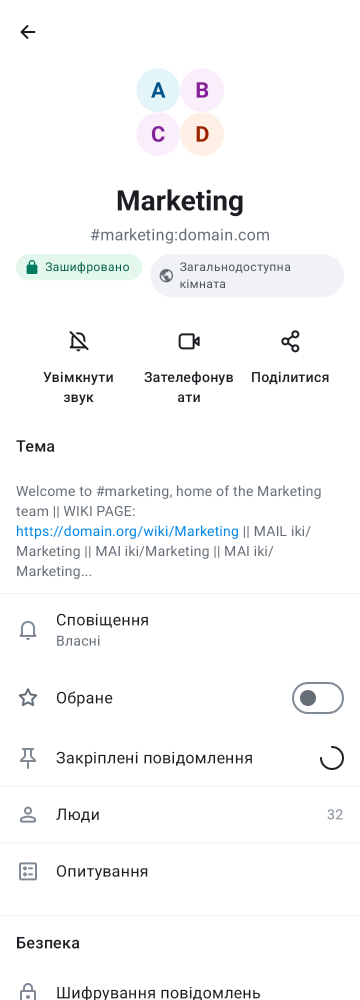 A B
C D
Marketing
#marketing:domain.com
Зашифровано
Загальнодоступна
кімната
Увімкнути
звук
Зателефонув
ати
Поділитися
Тема
Welcome to #marketing, home of the Marketing
team || WIKI PAGE:
https://domain.org/wiki/Marketing || MAIL iki/
Marketing || MAI iki/Marketing || MAI iki/
Marketing...
Сповіщення
Власні
Обране
Закріплені повідомлення
Люди 32
Опитування
Безпека
Шифрування повідомлень